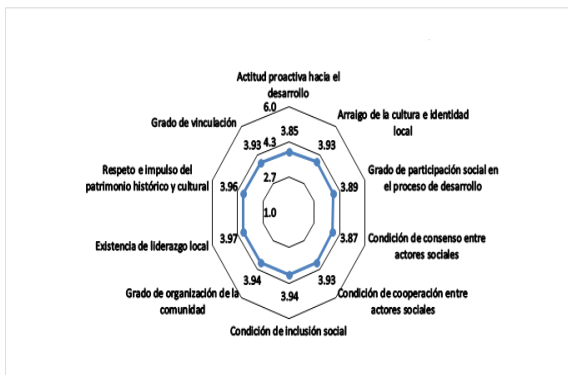 Actitud proactiva hacia el
desarrollo
6.0
Grado de vinculación
Arraigo de la cultura e identidad
local
3.85
3.93
3.93
4.3
Respeto e impulso del
patrimonio histórico y cultural
3.96
2.7
3.89
Grado de participación social en
el proceso de desarrollo
1.0
Existencia de liderazgo local
3.97
3.87
Condición de consenso entre
actores sociales
3.94
3.94
3.93
Grado de organización de la
comunidad
Condición de cooperación entre
actores sociales
Condición de inclusión social